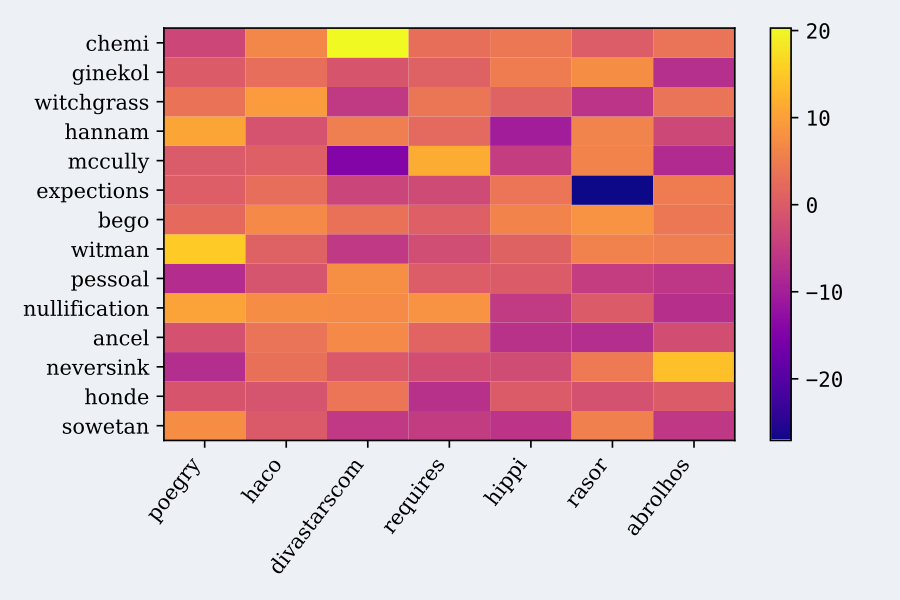 chemi
ginekol
witchgrass
hannam
mccully
expections
bego
witman
pessoal
nullification
ancel
neversink
honde
sowetan
poegry
haco
divastarscom
requires
hippi
rasor
abrolhos
20
10
0
−10
−20